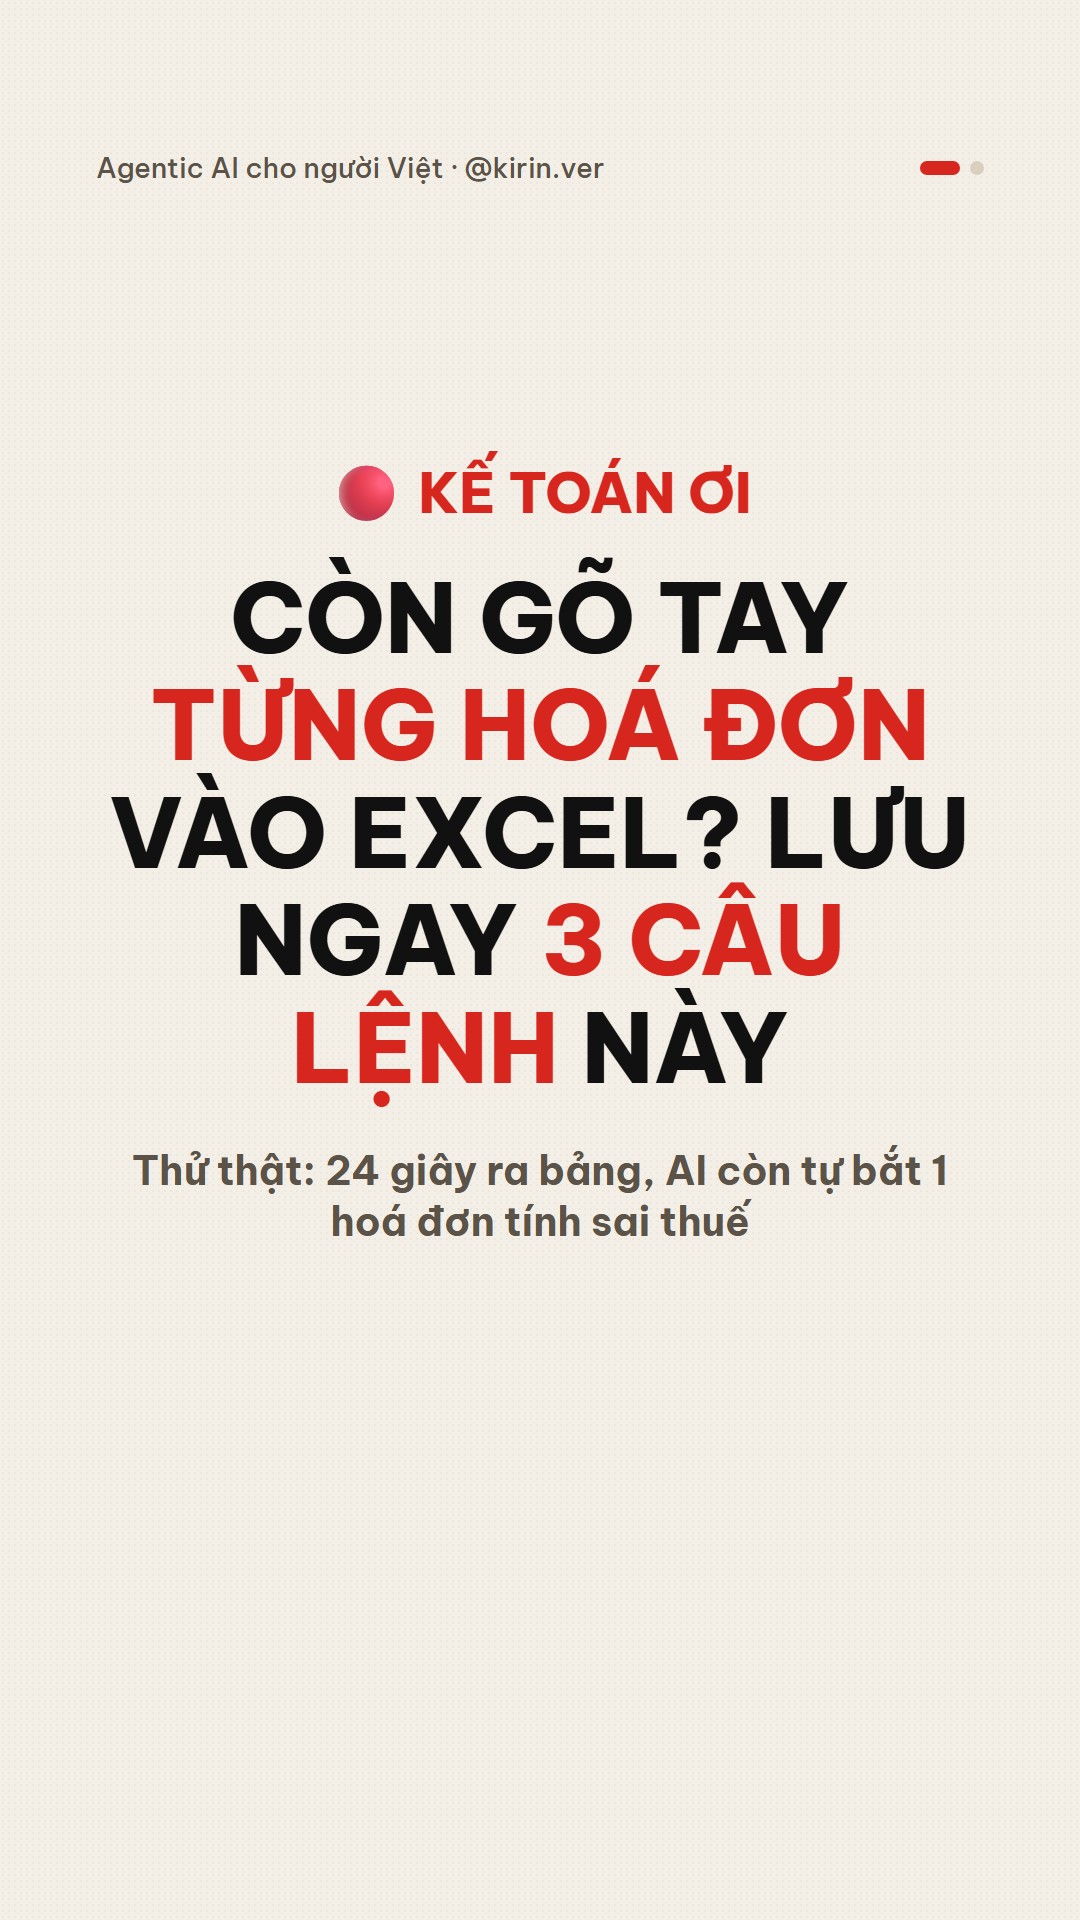 Agentic AI cho người Việt · @kirin.ver
KẾ TOÁN ƠI
CÒN GÕ TAY
TỪNG HOÁ ĐƠN
VÀO EXCEL? LƯU
NGAY 3 CÂU
LỆNH NÀY
Thử thật: 24 giây ra bảng, AI còn tự bắt 1
hoá đơn tính sai thuế